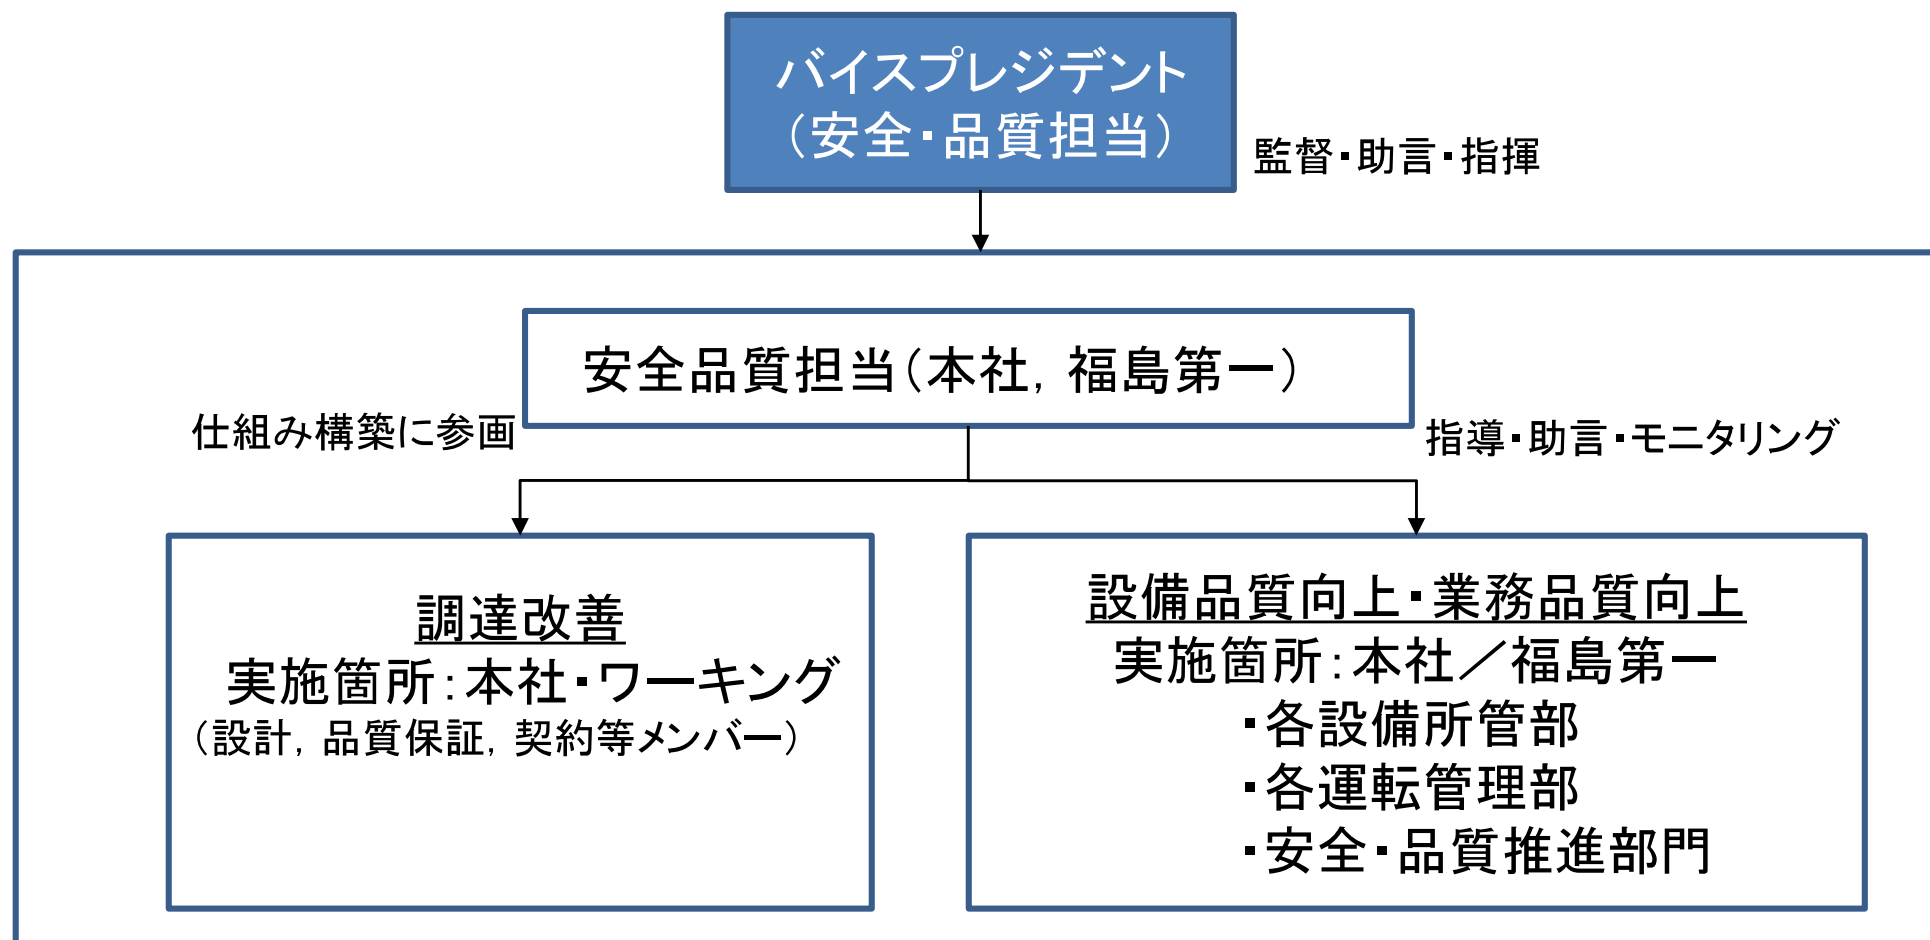 バイスプレジデント
（安全・品質担当）
監督・助言・指揮
安全品質担当（本社，福島第一）
仕組み構築に参画
指導・助言・モニタリング
調達改善
実施箇所：本社・ワーキング
（設計，品質保証，契約等メンバー）
設備品質向上・業務品質向上
実施箇所：本社／福島第一
・各設備所管部
・各運転管理部
・安全・品質推進部門